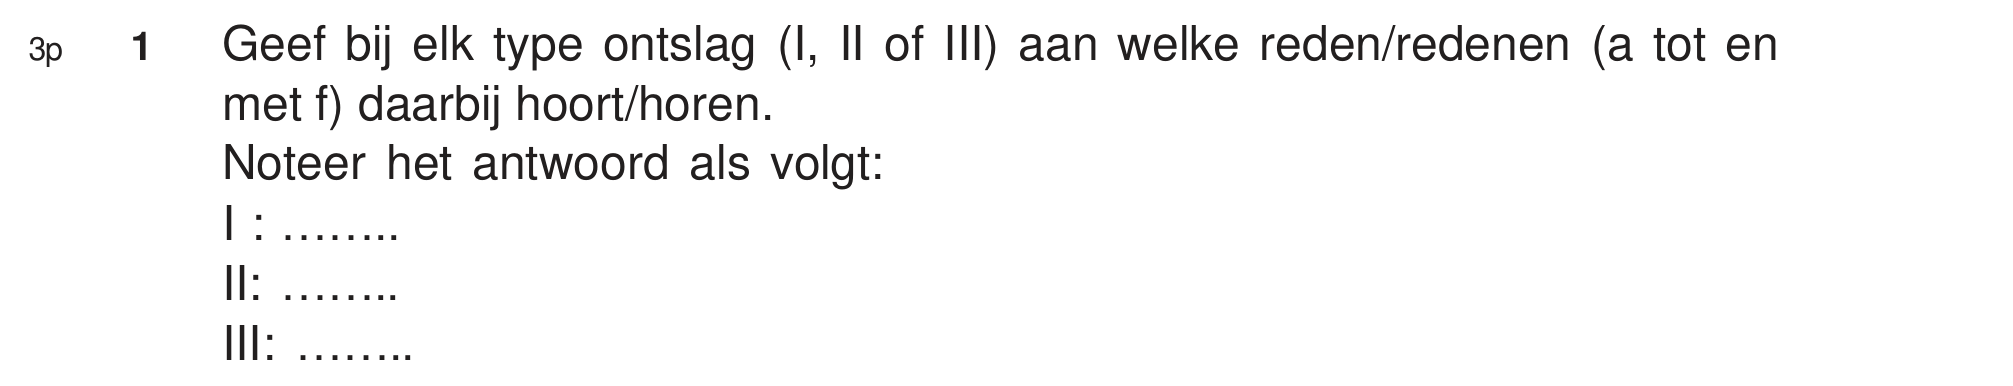 3p 1 Geef bij elk type ontslag (I, II of III) aan welke reden/redenen (a tot en
met f) daarbij hoort/horen.
Noteer het antwoord als volgt:
I : ……..
II: ……..
III: ……..